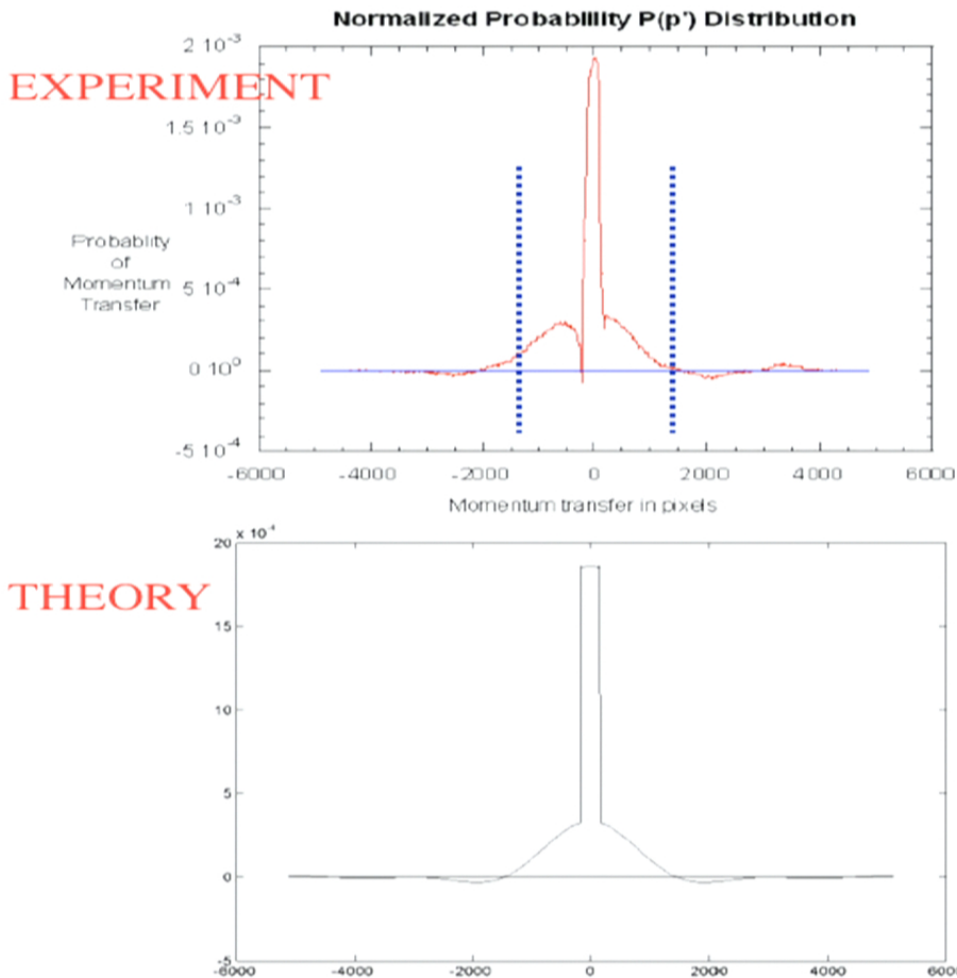 Normalized Probablility P(p') Distribution
EXPERIMENT
2 10-3
1.5 10-3
1 10-3
5 10-4
0 100
-5 10-4
Probablity
of
Momentum
Transfer
-6000 -4000 -2000 0 2000 4000 6000
Momentum transfer in pixels
THEORY
20 x 10-4
15
10
5
0
-5
-6000 -4000 -2000 0 2000 4000 6000